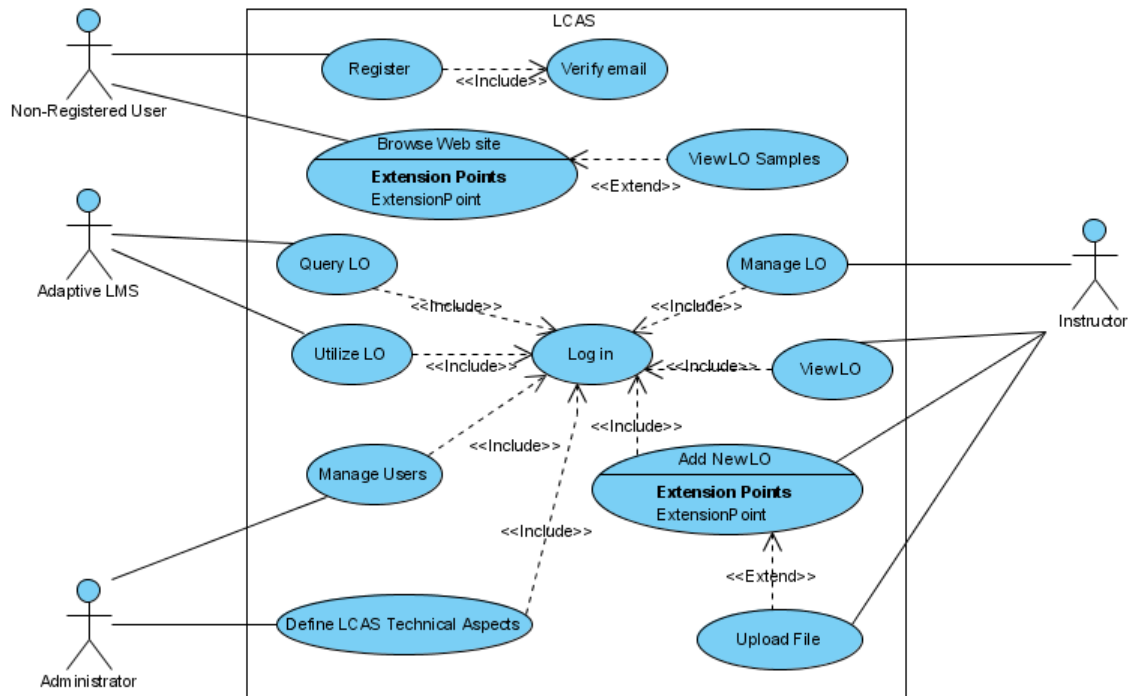 LCAS
Register
<<Include>>
Verify email
Non-Registered User
Browse Web site
Extension Points
ExtensionPoint
<<Extend>>
View LO Samples
Adaptive LMS
Query LO
<<Include>>
Manage LO
<<Include>>
Instructor
Utilize LO
<<Include>>
Log in
<<Include>>
View LO
Manage Users
<<Include>>
<<Include>>
Add New LO
Extension Points
ExtensionPoint
<<Include>>
<<Extend>>
Define LCAS Technical Aspects
Upload File
Administrator